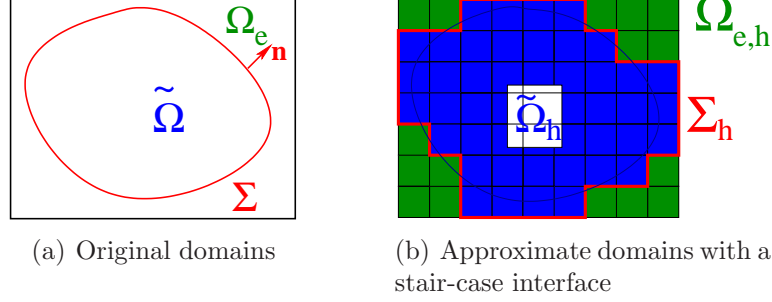 Ωe
n
Ω̃
Σ
Ωe,h
Ω̃h
Σh
(a) Original domains
(b) Approximate domains with a
stair-case interface